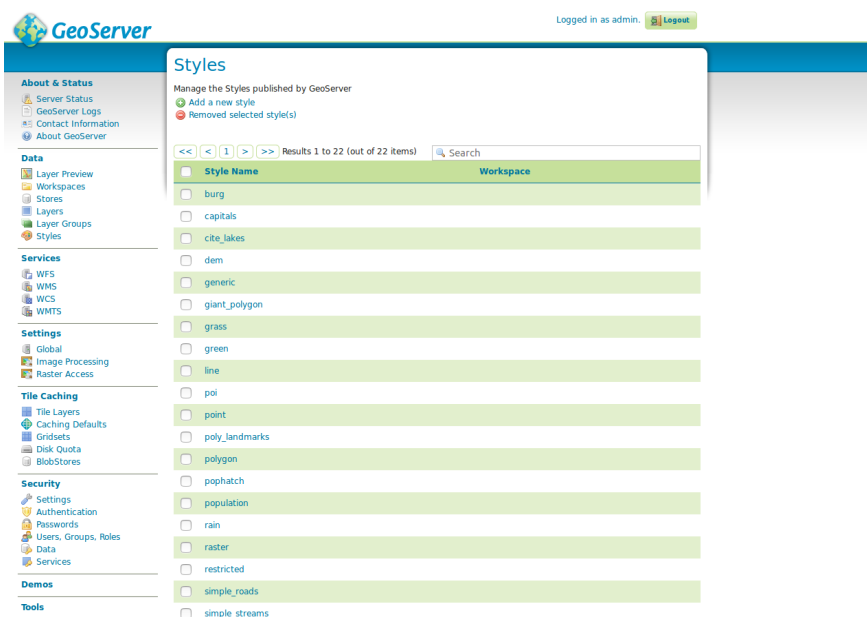 GeoServer
Logged in as admin. Logout
Styles
Manage the Styles published by GeoServer
Add a new style
Removed selected style(s)
<< < 1 > >> Results 1 to 22 (out of 22 items) Search
Style Name Workspace
burg
capitals
cite_lakes
dem
generic
giant_polygon
grass
green
line
poi
point
poly_landmarks
polygon
pophatch
population
rain
raster
restricted
simple_roads
simple_streams
About & Status
Server Status
GeoServer Logs
Contact Information
About GeoServer
Data
Layer Preview
Workspaces
Stores
Layers
Layer Groups
Styles
Services
WFS
WMS
WCS
WMTS
Settings
Global
Image Processing
Raster Access
Tile Caching
Tile Layers
Caching Defaults
Gridsets
Disk Quota
BlobStores
Security
Settings
Authentication
Passwords
Users, Groups, Roles
Data
Services
Demos
Tools